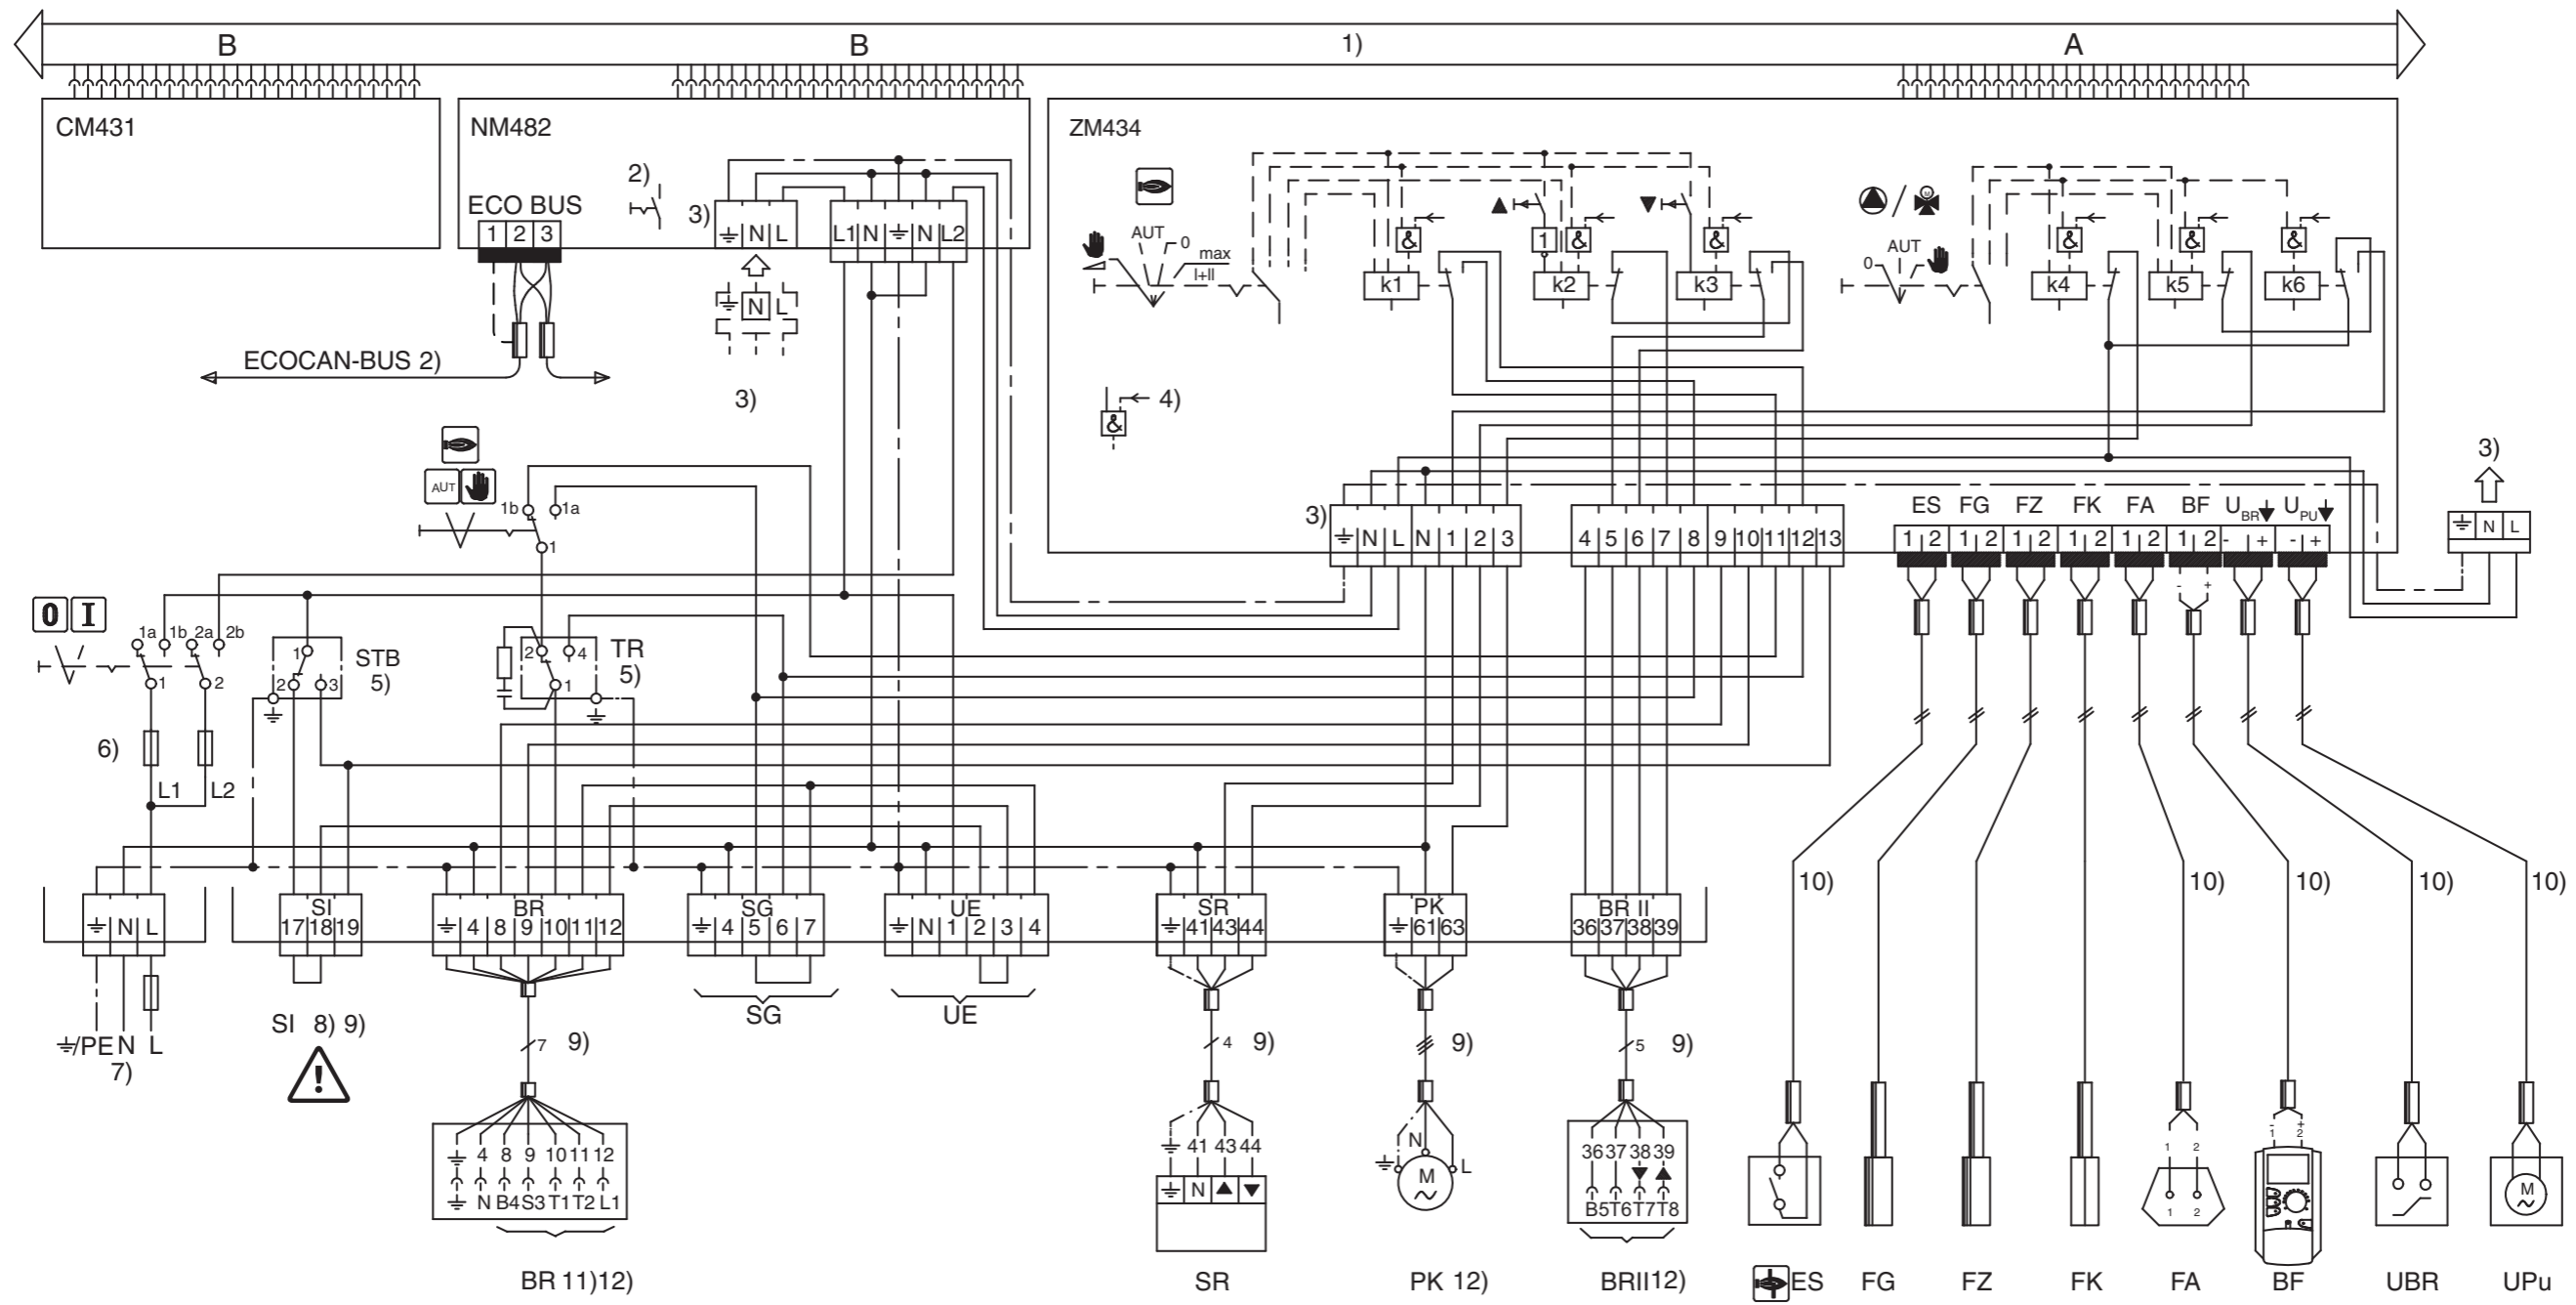 B B 1) A
CM431
NM482
ZM434
ECO BUS
1 2 3
2)
3) N L
L1 N N L2
N L
3)
ECOCAN-BUS 2)
AUT 0 max
I+II
1
& & & & & &
k1 k2 k3 k4 k5 k6
M
AUT
0
& 4)
3)
N L
AUT
1b 1a
1
3) N L N 1 2 3
4 5 6 7 8 9 10 11 12 13
ES FG FZ FK FA BF UBR UPU
1 2 1 2 1 2 1 2 1 2 1 2 - + - +
- +
0 I
1a 1b 2a 2b
1 2
1
2 3
STB
5)
2 4
1
TR
5)
6)
L1 L2
10) 10) 10) 10) 10)
N L
SI
17 18 19
BR
4 8 9 10 11 12
SG
4 5 6 7
UE
N 1 2 3 4
SR
41 43 44
PK
61 63
BR II
36 37 38 39
SG
UE
SI 8) 9)
/PE N L
7)
!
7 9)
4 9)
9)
5 9)
4 8 9 10 11 12
N B4 S3 T1 T2 L1
41 43 44
N
N
L
M
36 37 38 39
B5 T6 T7 T8
1 2
1 2
- +
1 2
M
BR 11)12)
SR
PK 12)
BRII12)
ES FG FZ FK FA BF UBR UPu